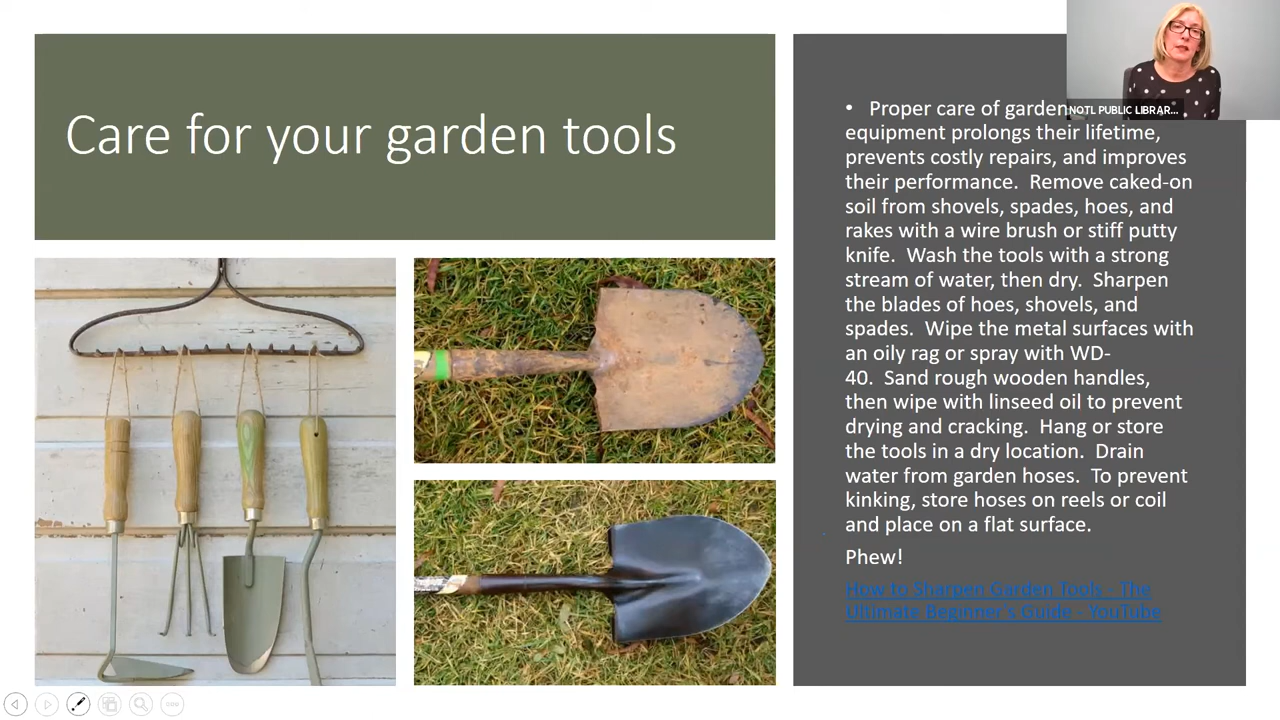 Care for your garden tools
• Proper care of garden
NOTL PUBLIC LIBRAR...
equipment prolongs their lifetime,
prevents costly repairs, and improves
their performance.  Remove caked-on
soil from shovels, spades, hoes, and
rakes with a wire brush or stiff putty
knife.  Wash the tools with a strong
stream of water, then dry.  Sharpen
the blades of hoes, shovels, and
spades.  Wipe the metal surfaces with
an oily rag or spray with WD-
40.  Sand rough wooden handles,
then wipe with linseed oil to prevent
drying and cracking.  Hang or store
the tools in a dry location.  Drain
water from garden hoses.  To prevent
kinking, store hoses on reels or coil
and place on a flat surface.
Phew!
How to Sharpen Garden Tools - The
Ultimate Beginner's Guide - YouTube